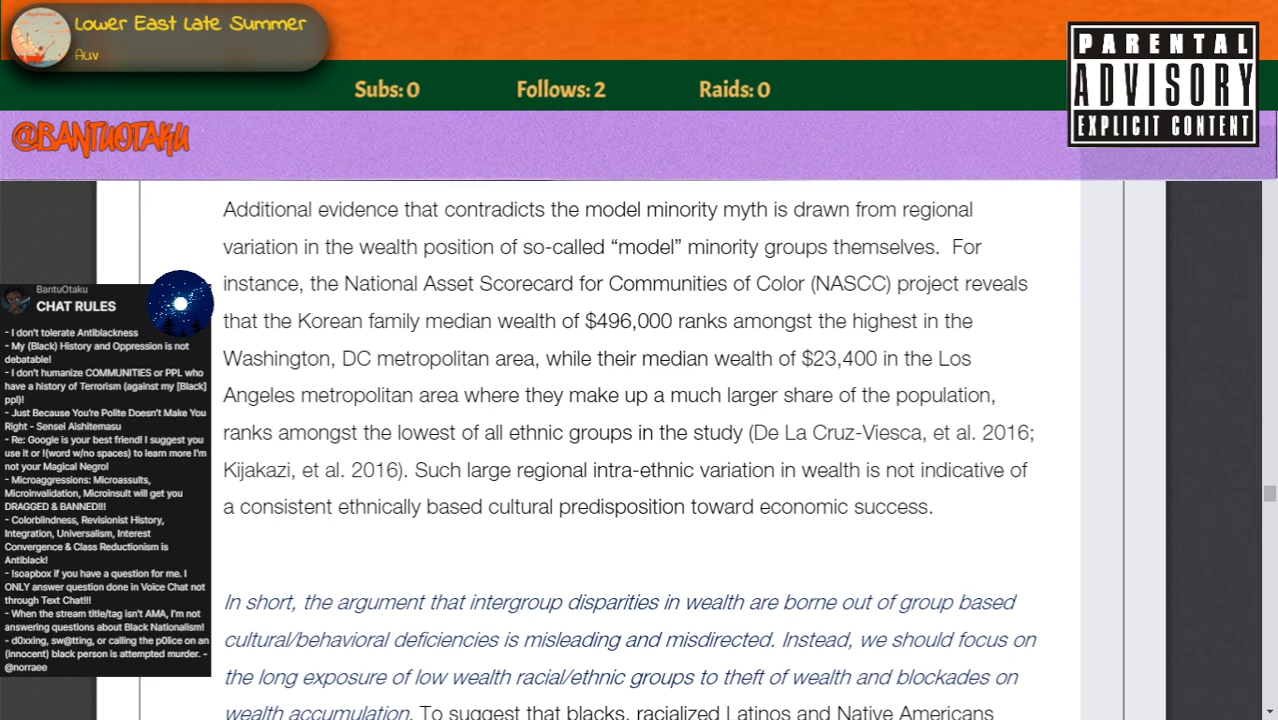 Lower East Late Summer
Auv
Subs: 0
Follows: 2
Raids: 0
PARENTAL
ADVISORY
EXPLICIT CONTENT
@BANTUOTAKU
Additional evidence that contradicts the model minority myth is drawn from regional
variation in the wealth position of so-called “model” minority groups themselves.  For
instance, the National Asset Scorecard for Communities of Color (NASCC) project reveals
that the Korean family median wealth of $496,000 ranks amongst the highest in the
Washington, DC metropolitan area, while their median wealth of $23,400 in the Los
Angeles metropolitan area where they make up a much larger share of the population,
ranks amongst the lowest of all ethnic groups in the study (De La Cruz-Viesca, et al. 2016;
Kijakazi, et al. 2016). Such large regional intra-ethnic variation in wealth is not indicative of
a consistent ethnically based cultural predisposition toward economic success.
In short, the argument that intergroup disparities in wealth are borne out of group based
cultural/behavioral deficiencies is misleading and misdirected. Instead, we should focus on
the long exposure of low wealth racial/ethnic groups to theft of wealth and blockades on
wealth accumulation. To suggest that blacks, racialized Latinos and Native Americans
BantuOtaku
CHAT RULES
- I don't tolerate Antiblackness
- My (Black) History and Oppression is not
debatable!
- I don't humanize COMMUNITIES or PPL who
have a history of Terrorism (against my [Black]
ppl)!
- Just Because You're Polite Doesn't Make You
Right - Sensei Aishitemasu
- Re: Google is your best friend! I suggest you
use it or !(word w/no spaces) to learn more I'm
not your Magical Negro!
- Microaggressions: Microassults,
Microinvalidation, Microinsult will get you
DRAGGED & BANNED!!!
- Colorblindness, Revisionist History,
Integration, Universalism, Interest
Convergence & Class Reductionism is
Antiblack!
- !soapbox if you have a question for me. I
ONLY answer question done in Voice Chat not
through Text Chat!!!
- When the stream title/tag isn't AMA, I'm not
answering questions about Black Nationalism!
- d0xxing, sw@tting, or calling the p0lice on an
(innocent) black person is attempted murder. -
@norraee